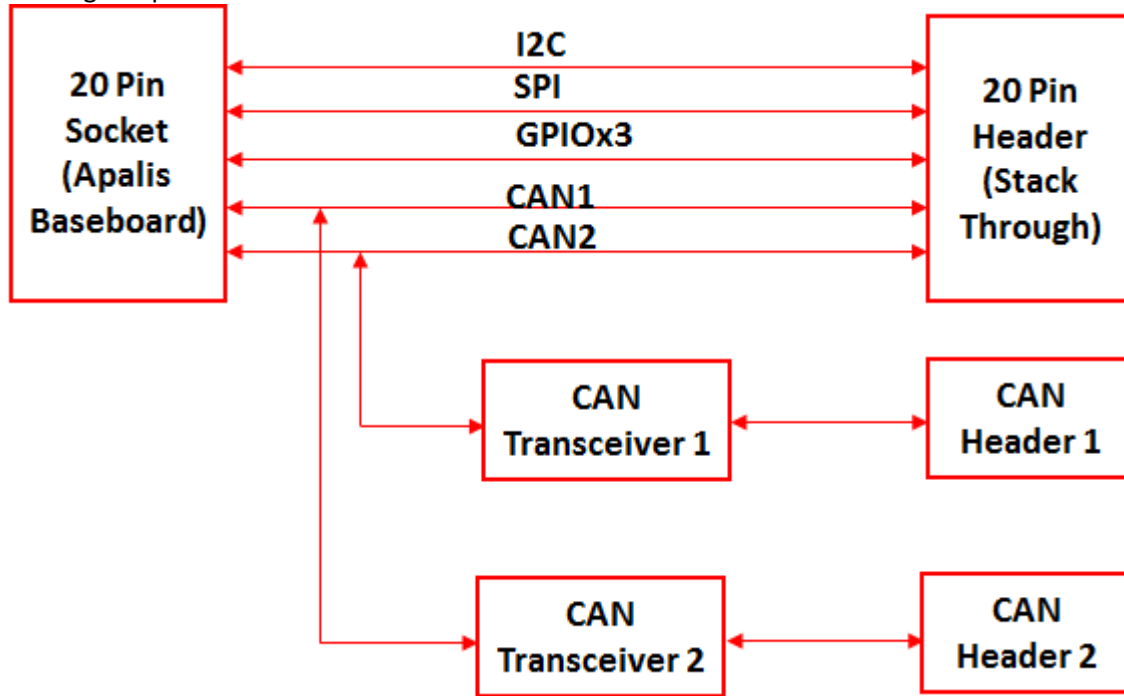 I2C
SPI
GPIOx3
CAN1
CAN2
20 Pin
Socket
(Apalis
Baseboard)
20 Pin
Header
(Stack
Through)
CAN
Transceiver 1
CAN
Header 1
CAN
Transceiver 2
CAN
Header 2